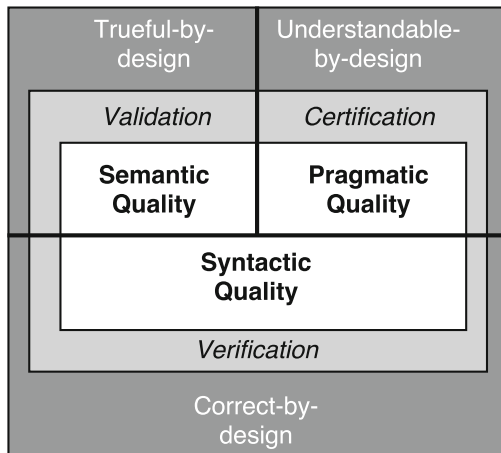 Trueful-by-
design
Understandable-
by-design
Validation
Certification
Semantic
Quality
Pragmatic
Quality
Syntactic
Quality
Verification
Correct-by-
design